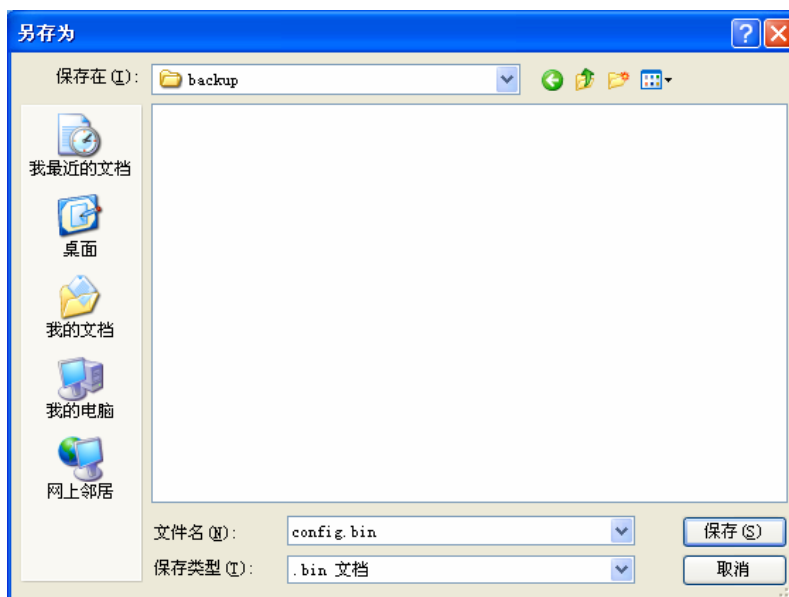 另存为
保存在(I):
backup
我最近的文档
桌面
我的文档
我的电脑
网上邻居
文件名(N):
config.bin
保存(S)
保存类型(T):
.bin 文档
取消